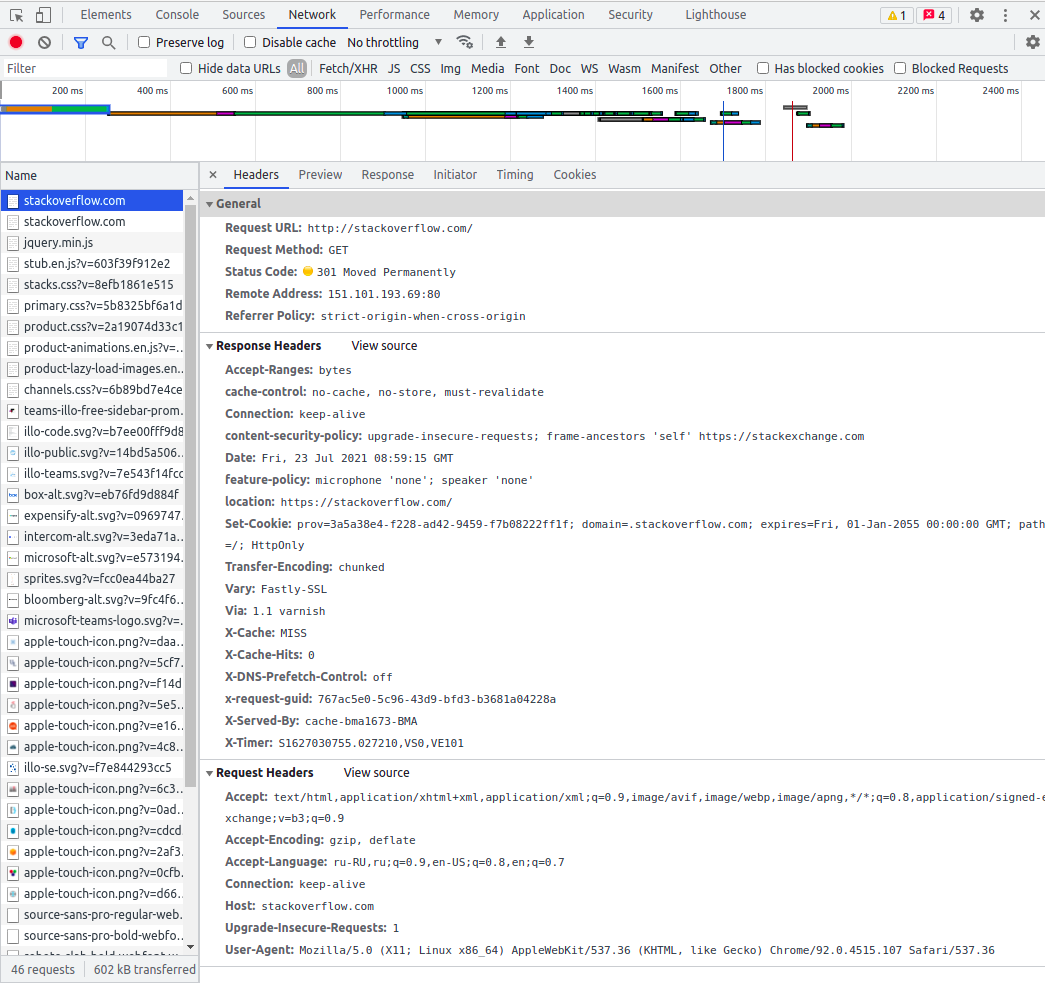 Elements Console Sources Network Performance Memory Application Security Lighthouse 1 4
Preserve log Disable cache No throttling
Filter Hide data URLs All Fetch/XHR JS CSS Img Media Font Doc WS Wasm Manifest Other Has blocked cookies Blocked Requests
200 ms 400 ms 600 ms 800 ms 1000 ms 1200 ms 1400 ms 1600 ms 1800 ms 2000 ms 2200 ms 2400 ms
Name
stackoverflow.com
stackoverflow.com
jquery.min.js
stub.en.js?v=603f39f912e2
stacks.css?v=8efb1861e515
primary.css?v=5b8325bf6a1d
product.css?v=2a19074d33c1
product-animations.en.js?v=...
product-lazy-load-images.en...
channels.css?v=6b89bd7e4ce
teams-illo-free-sidebar-prom...
illo-code.svg?v=b7ee00fff9d8
illo-public.svg?v=14bd5a506...
illo-teams.svg?v=7e543f14fcc
box-alt.svg?v=eb76fd9d884f
expensify-alt.svg?v=0969747...
intercom-alt.svg?v=3eda71a...
microsoft-alt.svg?v=e573194...
sprites.svg?v=fcc0ea44ba27
bloomberg-alt.svg?v=9fc4f6...
microsoft-teams-logo.svg?v=...
apple-touch-icon.png?v=daa...
apple-touch-icon.png?v=5cf7...
apple-touch-icon.png?v=f14d
apple-touch-icon.png?v=5e5...
apple-touch-icon.png?v=e16...
apple-touch-icon.png?v=4c8...
illo-se.svg?v=f7e844293cc5
apple-touch-icon.png?v=6c3...
apple-touch-icon.png?v=0ad...
apple-touch-icon.png?v=cdcd
apple-touch-icon.png?v=2af3...
apple-touch-icon.png?v=0cfb...
apple-touch-icon.png?v=d66...
source-sans-pro-regular-web...
source-sans-pro-bold-webfo...
46 requests 602 kB transferred
Headers Preview Response Initiator Timing Cookies
General
Request URL: http://stackoverflow.com/
Request Method: GET
Status Code: 301 Moved Permanently
Remote Address: 151.101.193.69:80
Referrer Policy: strict-origin-when-cross-origin
Response Headers View source
Accept-Ranges: bytes
cache-control: no-cache, no-store, must-revalidate
Connection: keep-alive
content-security-policy: upgrade-insecure-requests; frame-ancestors 'self' https://stackexchange.com
Date: Fri, 23 Jul 2021 08:59:15 GMT
feature-policy: microphone 'none'; speaker 'none'
location: https://stackoverflow.com/
Set-Cookie: prov=3a5a38e4-f228-ad42-9459-f7b08222ff1f; domain=.stackoverflow.com; expires=Fri, 01-Jan-2055 00:00:00 GMT; path
=/; HttpOnly
Transfer-Encoding: chunked
Vary: Fastly-SSL
Via: 1.1 varnish
X-Cache: MISS
X-Cache-Hits: 0
X-DNS-Prefetch-Control: off
x-request-guid: 767ac5e0-5c96-43d9-bfd3-b3681a04228a
X-Served-By: cache-bma1673-BMA
X-Timer: S1627030755.027210,VS0,VE101
Request Headers View source
Accept: text/html,application/xhtml+xml,application/xml;q=0.9,image/avif,image/webp,image/apng,*/*;q=0.8,application/signed-e
xchange;v=b3;q=0.9
Accept-Encoding: gzip, deflate
Accept-Language: ru-RU,ru;q=0.9,en-US;q=0.8,en;q=0.7
Connection: keep-alive
Host: stackoverflow.com
Upgrade-Insecure-Requests: 1
User-Agent: Mozilla/5.0 (X11; Linux x86_64) AppleWebKit/537.36 (KHTML, like Gecko) Chrome/92.0.4515.107 Safari/537.36